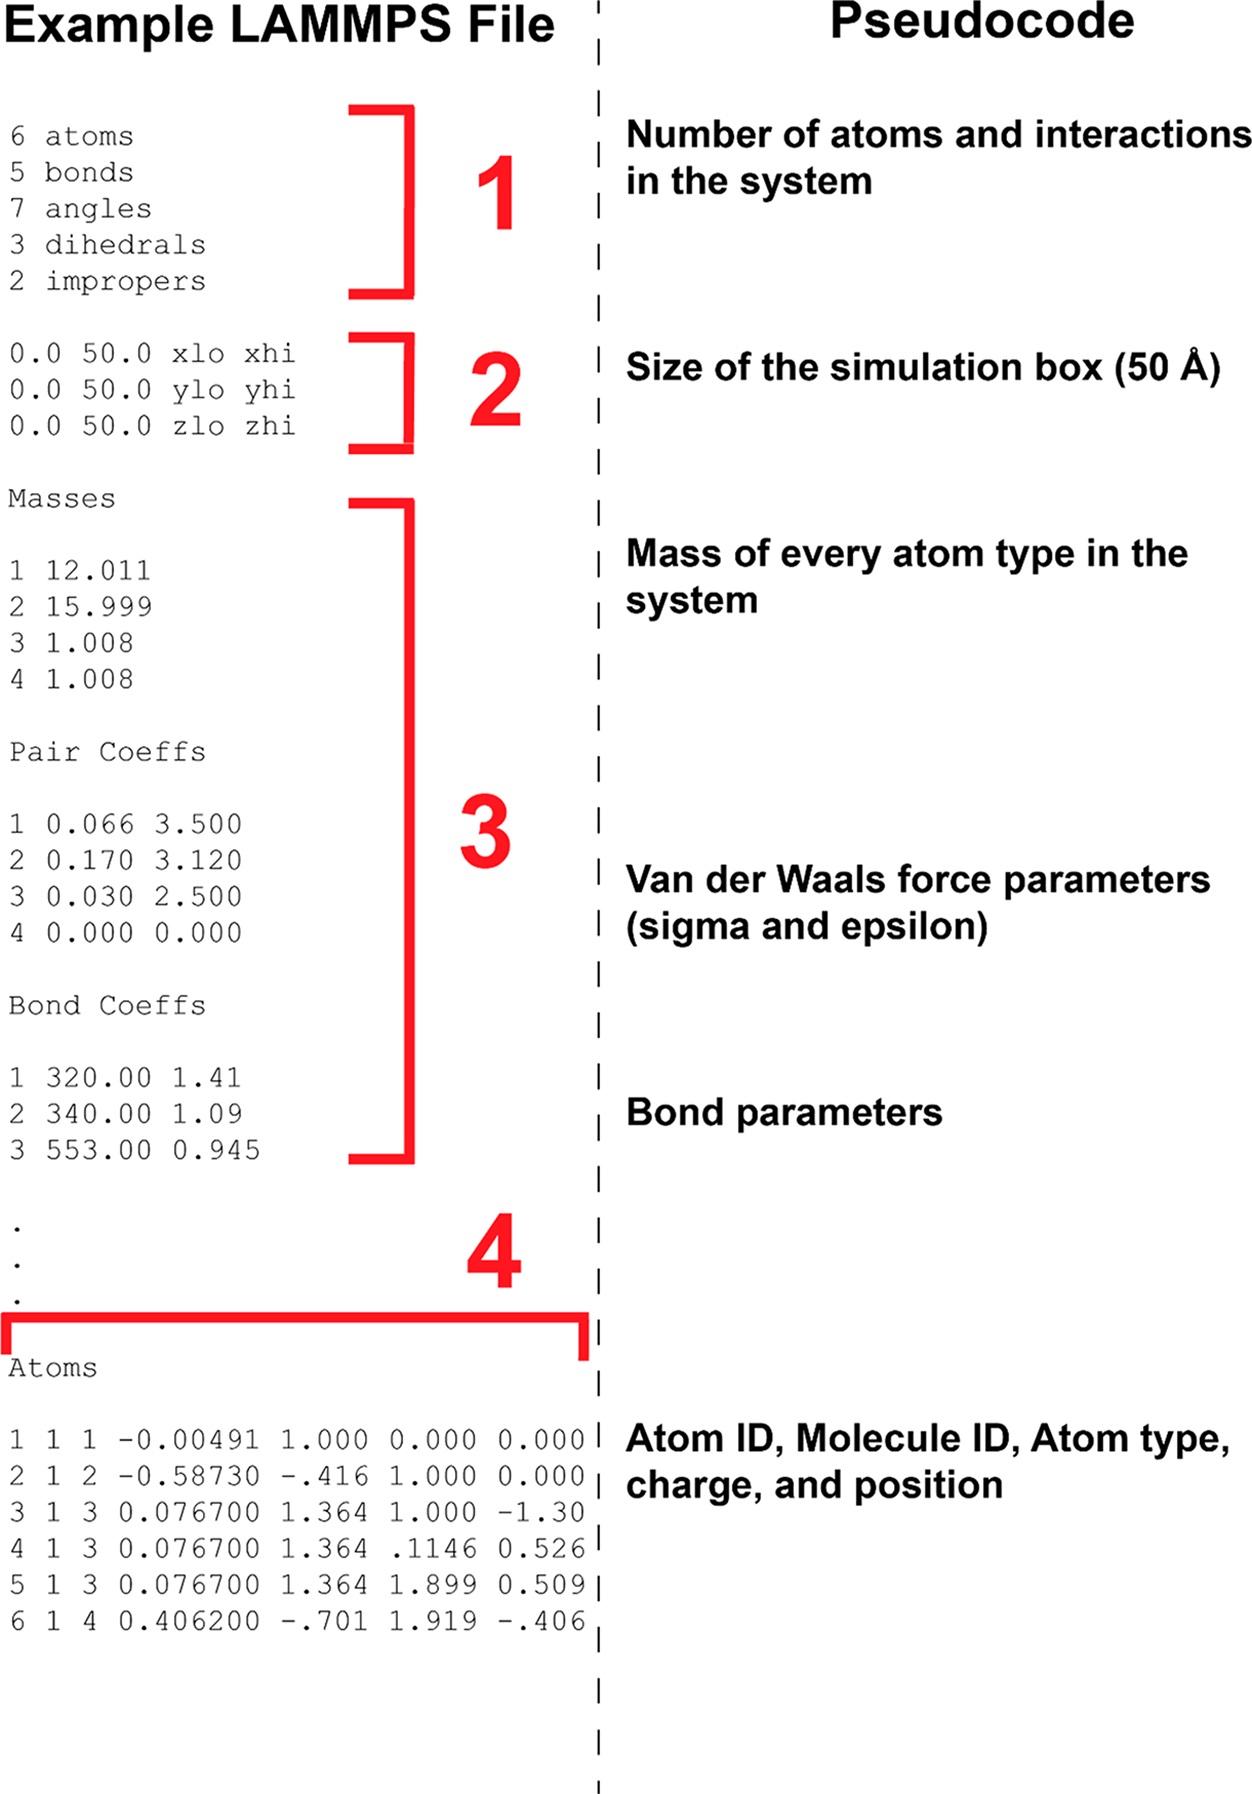 Example LAMMPS File
Pseudocode
6 atoms
5 bonds
7 angles
3 dihedrals
2 impropers
1
Number of atoms and interactions
in the system
0.0 50.0 xlo xhi
0.0 50.0 ylo yhi
0.0 50.0 zlo zhi
2
Size of the simulation box (50 Å)
Masses
1 12.011
2 15.999
3 1.008
4 1.008
Mass of every atom type in the
system
Pair Coeffs
1 0.066 3.500
2 0.170 3.120
3 0.030 2.500
4 0.000 0.000
3
Van der Waals force parameters
(sigma and epsilon)
Bond Coeffs
1 320.00 1.41
2 340.00 1.09
3 553.00 0.945
Bond parameters
.
.
.
4
Atoms
1 1 1 -0.00491 1.000 0.000 0.000
2 1 2 -0.58730 -.416 1.000 0.000
3 1 3 0.076700 1.364 1.000 -1.30
4 1 3 0.076700 1.364 .1146 0.526
5 1 3 0.076700 1.364 1.899 0.509
6 1 4 0.406200 -.701 1.919 -.406
Atom ID, Molecule ID, Atom type,
charge, and position